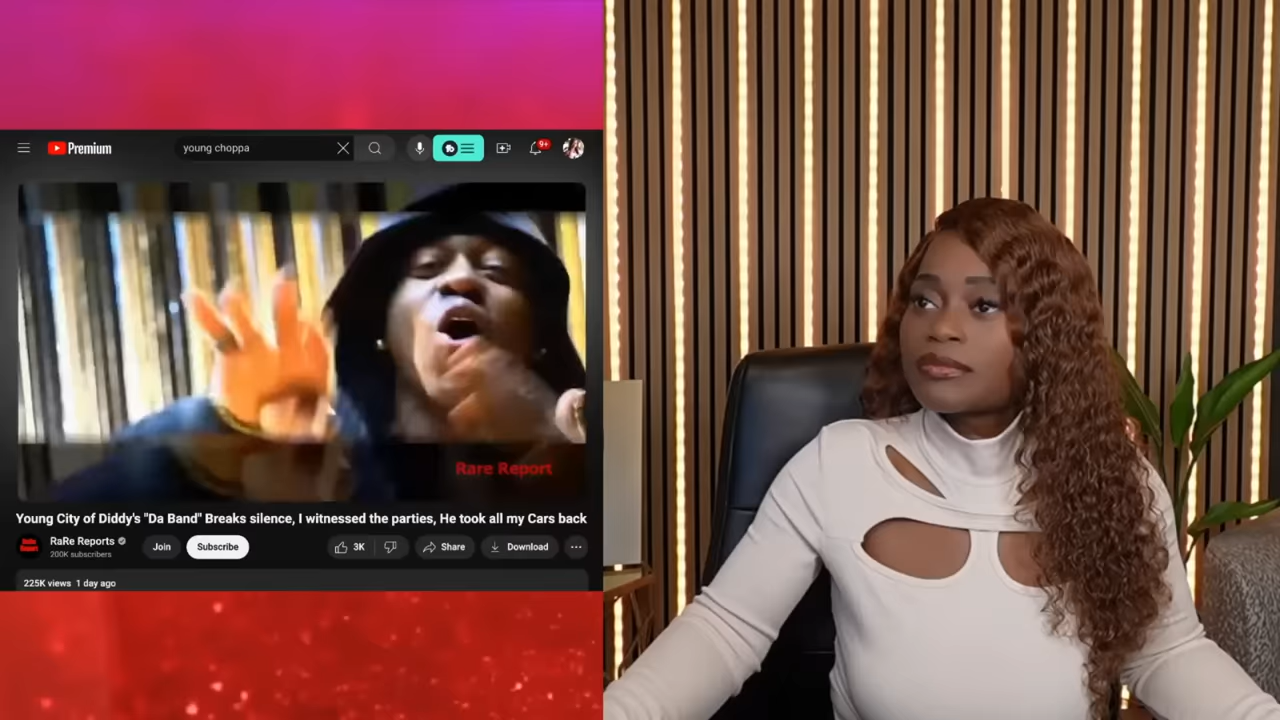 Premium
young choppa
9+
Rare Report
Young City of Diddy's "Da Band" Breaks silence, I witnessed the parties, He took all my Cars back
RaRe Reports
200K subscribers
Join
Subscribe
3K
Share
Download
225K views 1 day ago